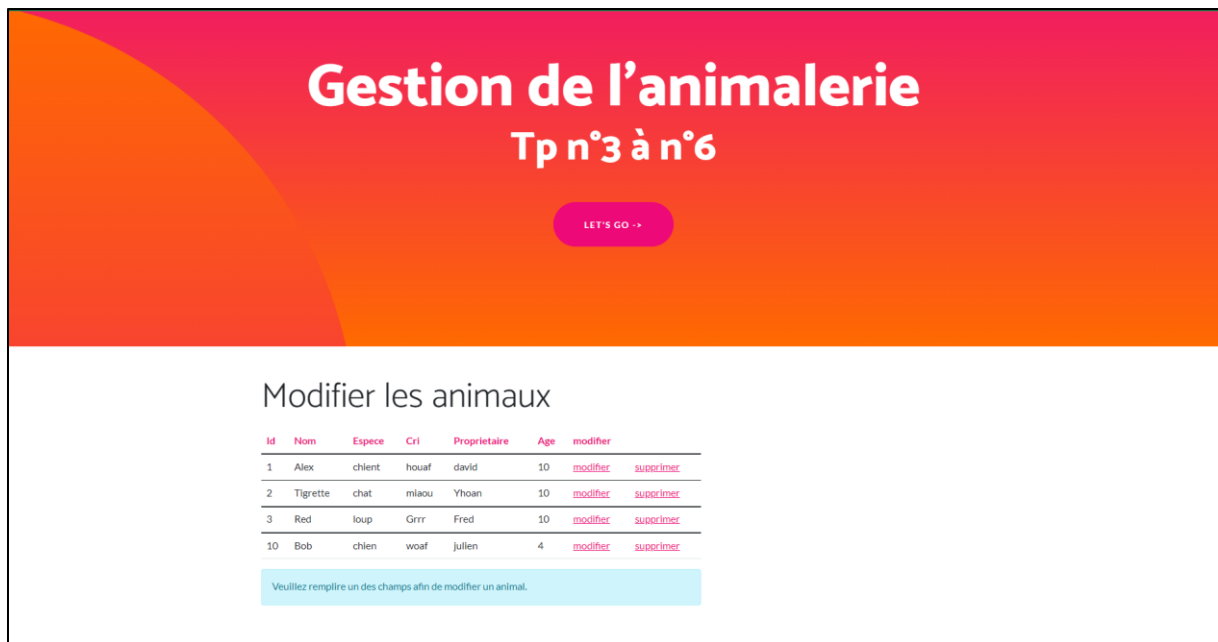 Gestion de l'animalerie
Tp n°3 à n°6
LET'S GO ->
Modifier les animaux
Id Nom Espece Cri Proprietaire Age modifier
1 Alex chient houaf david 10 modifier supprimer
2 Tigrette chat miaou Yhoan 10 modifier supprimer
3 Red loup Grrr Fred 10 modifier supprimer
10 Bob chien woaf julien 4 modifier supprimer
Veuillez remplire un des champs afin de modifier un animal.